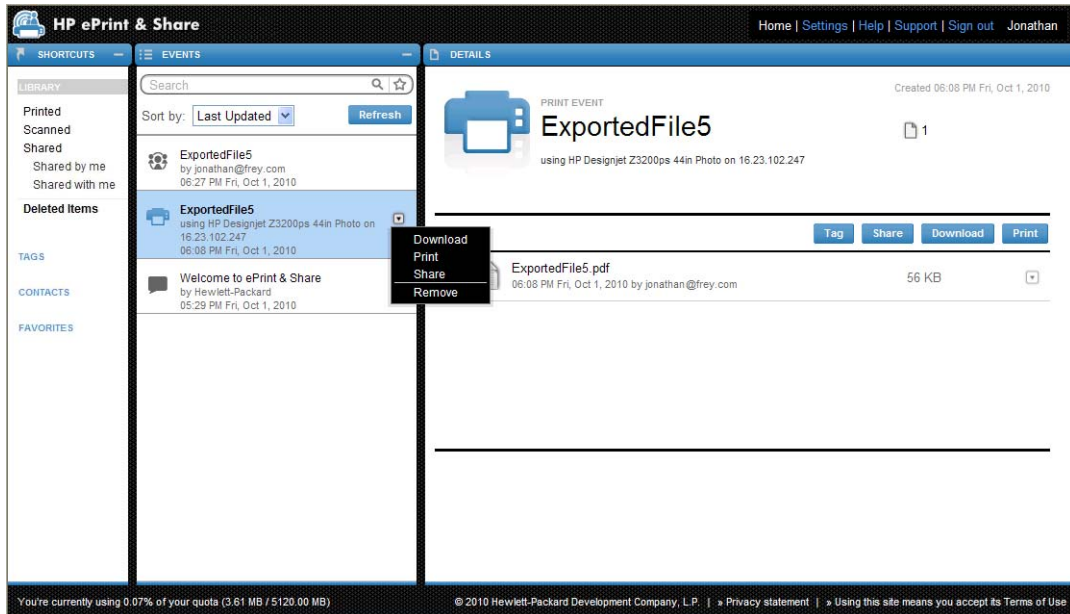 HP ePrint & Share
Home | Settings | Help | Support | Sign out Jonathan
SHORTCUTS
LIBRARY
Printed
Scanned
Shared
Shared by me
Shared with me
Deleted Items
TAGS
CONTACTS
FAVORITES
EVENTS
Search
Sort by: Last Updated Refresh
ExportedFile5
by jonathan@frey.com
06:27 PM Fri, Oct 1, 2010
ExportedFile5
using HP Designjet Z3200ps 44in Photo on
16.23.102.247
06:08 PM Fri, Oct 1, 2010
Welcome to ePrint & Share
by Hewlett-Packard
05:29 PM Fri, Oct 1, 2010
Download
Print
Share
Remove
DETAILS
Created 06:08 PM Fri, Oct 1, 2010
PRINT EVENT
ExportedFile5
1
using HP Designjet Z3200ps 44in Photo on 16.23.102.247
Tag Share Download Print
ExportedFile5.pdf
06:08 PM Fri, Oct 1, 2010 by jonathan@frey.com
56 KB
You're currently using 0.07% of your quota (3.61 MB / 5120.00 MB)
© 2010 Hewlett-Packard Development Company, L.P. | » Privacy statement | » Using this site means you accept its Terms of Use